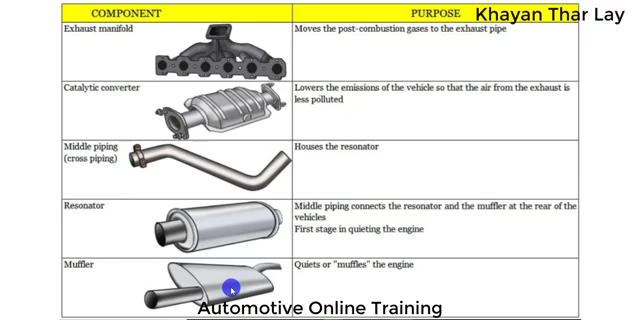 COMPONENT PURPOSE Khayan Thar Lay
Exhaust manifold Moves the post-combustion gases to the exhaust pipe
Catalytic converter Lowers the emissions of the vehicle so that the air from the exhaust is
less polluted
Middle piping Houses the resonator
(cross piping)
Resonator Middle piping connects the resonator and the muffler at the rear of the
vehicles
First stage in quieting the engine
Muffler Quiets or "muffles" the engine
Automotive Online Training